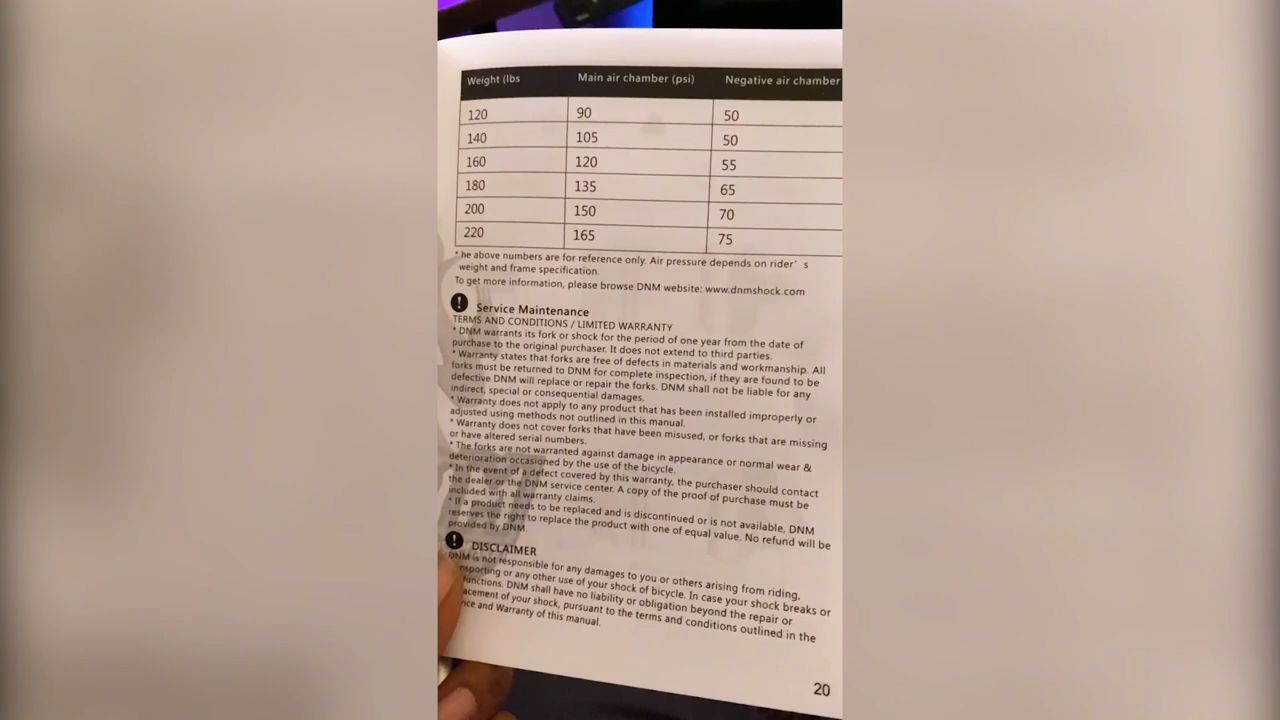 Weight (lbs Main air chamber (psi) Negative air chamber
120 90 50
140 105 50
160 120 55
180 135 65
200 150 70
220 165 75
* he above numbers are for reference only. Air pressure depends on rider' s
weight and frame specification.
To get more information, please browse DNM website: www.dnmshock.com
! Service Maintenance
TERMS AND CONDITIONS / LIMITED WARRANTY
* DNM warrants its fork or shock for the period of one year from the date of
purchase to the original purchaser. It does not extend to third parties.
* Warranty states that forks are free of defects in materials and workmanship. All
forks must be returned to DNM for complete inspection, if they are found to be
defective DNM will replace or repair the forks. DNM shall not be liable for any
indirect, special or consequential damages.
* Warranty does not apply to any product that has been installed improperly or
adjusted using methods not outlined in this manual.
* Warranty does not cover forks that have been misused, or forks that are missing
or have altered serial numbers.
* The forks are not warranted against damage in appearance or normal wear &
deterioration occasioned by the use of the bicycle.
* In the event of a defect covered by this warranty, the purchaser should contact
the dealer or the DNM service center. A copy of the proof of purchase must be
included with all warranty claims.
* If a product needs to be replaced and is discontinued or is not available, DNM
reserves the right to replace the product with one of equal value. No refund will be
provided by DNM.
! DISCLAIMER
DNM is not responsible for any damages to you or others arising from riding,
nsporting or any other use of your shock of bicycle. In case your shock breaks or
functions. DNM shall have no liability or obligation beyond the repair or
acement of your shock, pursuant to the terms and conditions outlined in the
ice and Warranty of this manual.
20